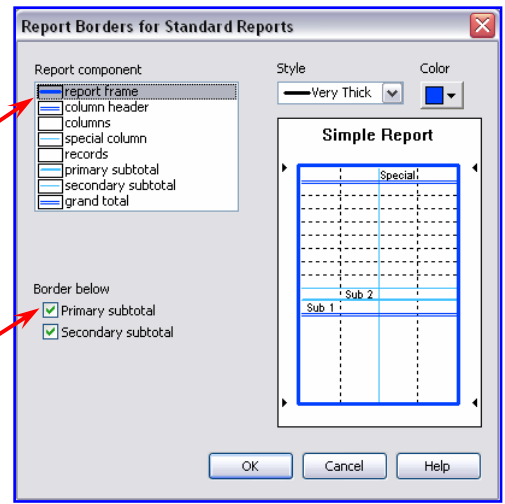 Report Borders for Standard Reports
Report component
report frame
column header
columns
special column
records
primary subtotal
secondary subtotal
grand total
Style
Color
Very Thick
Simple Report
Special
Sub 2
Sub 1
Border below
Primary subtotal
Secondary subtotal
OK
Cancel
Help